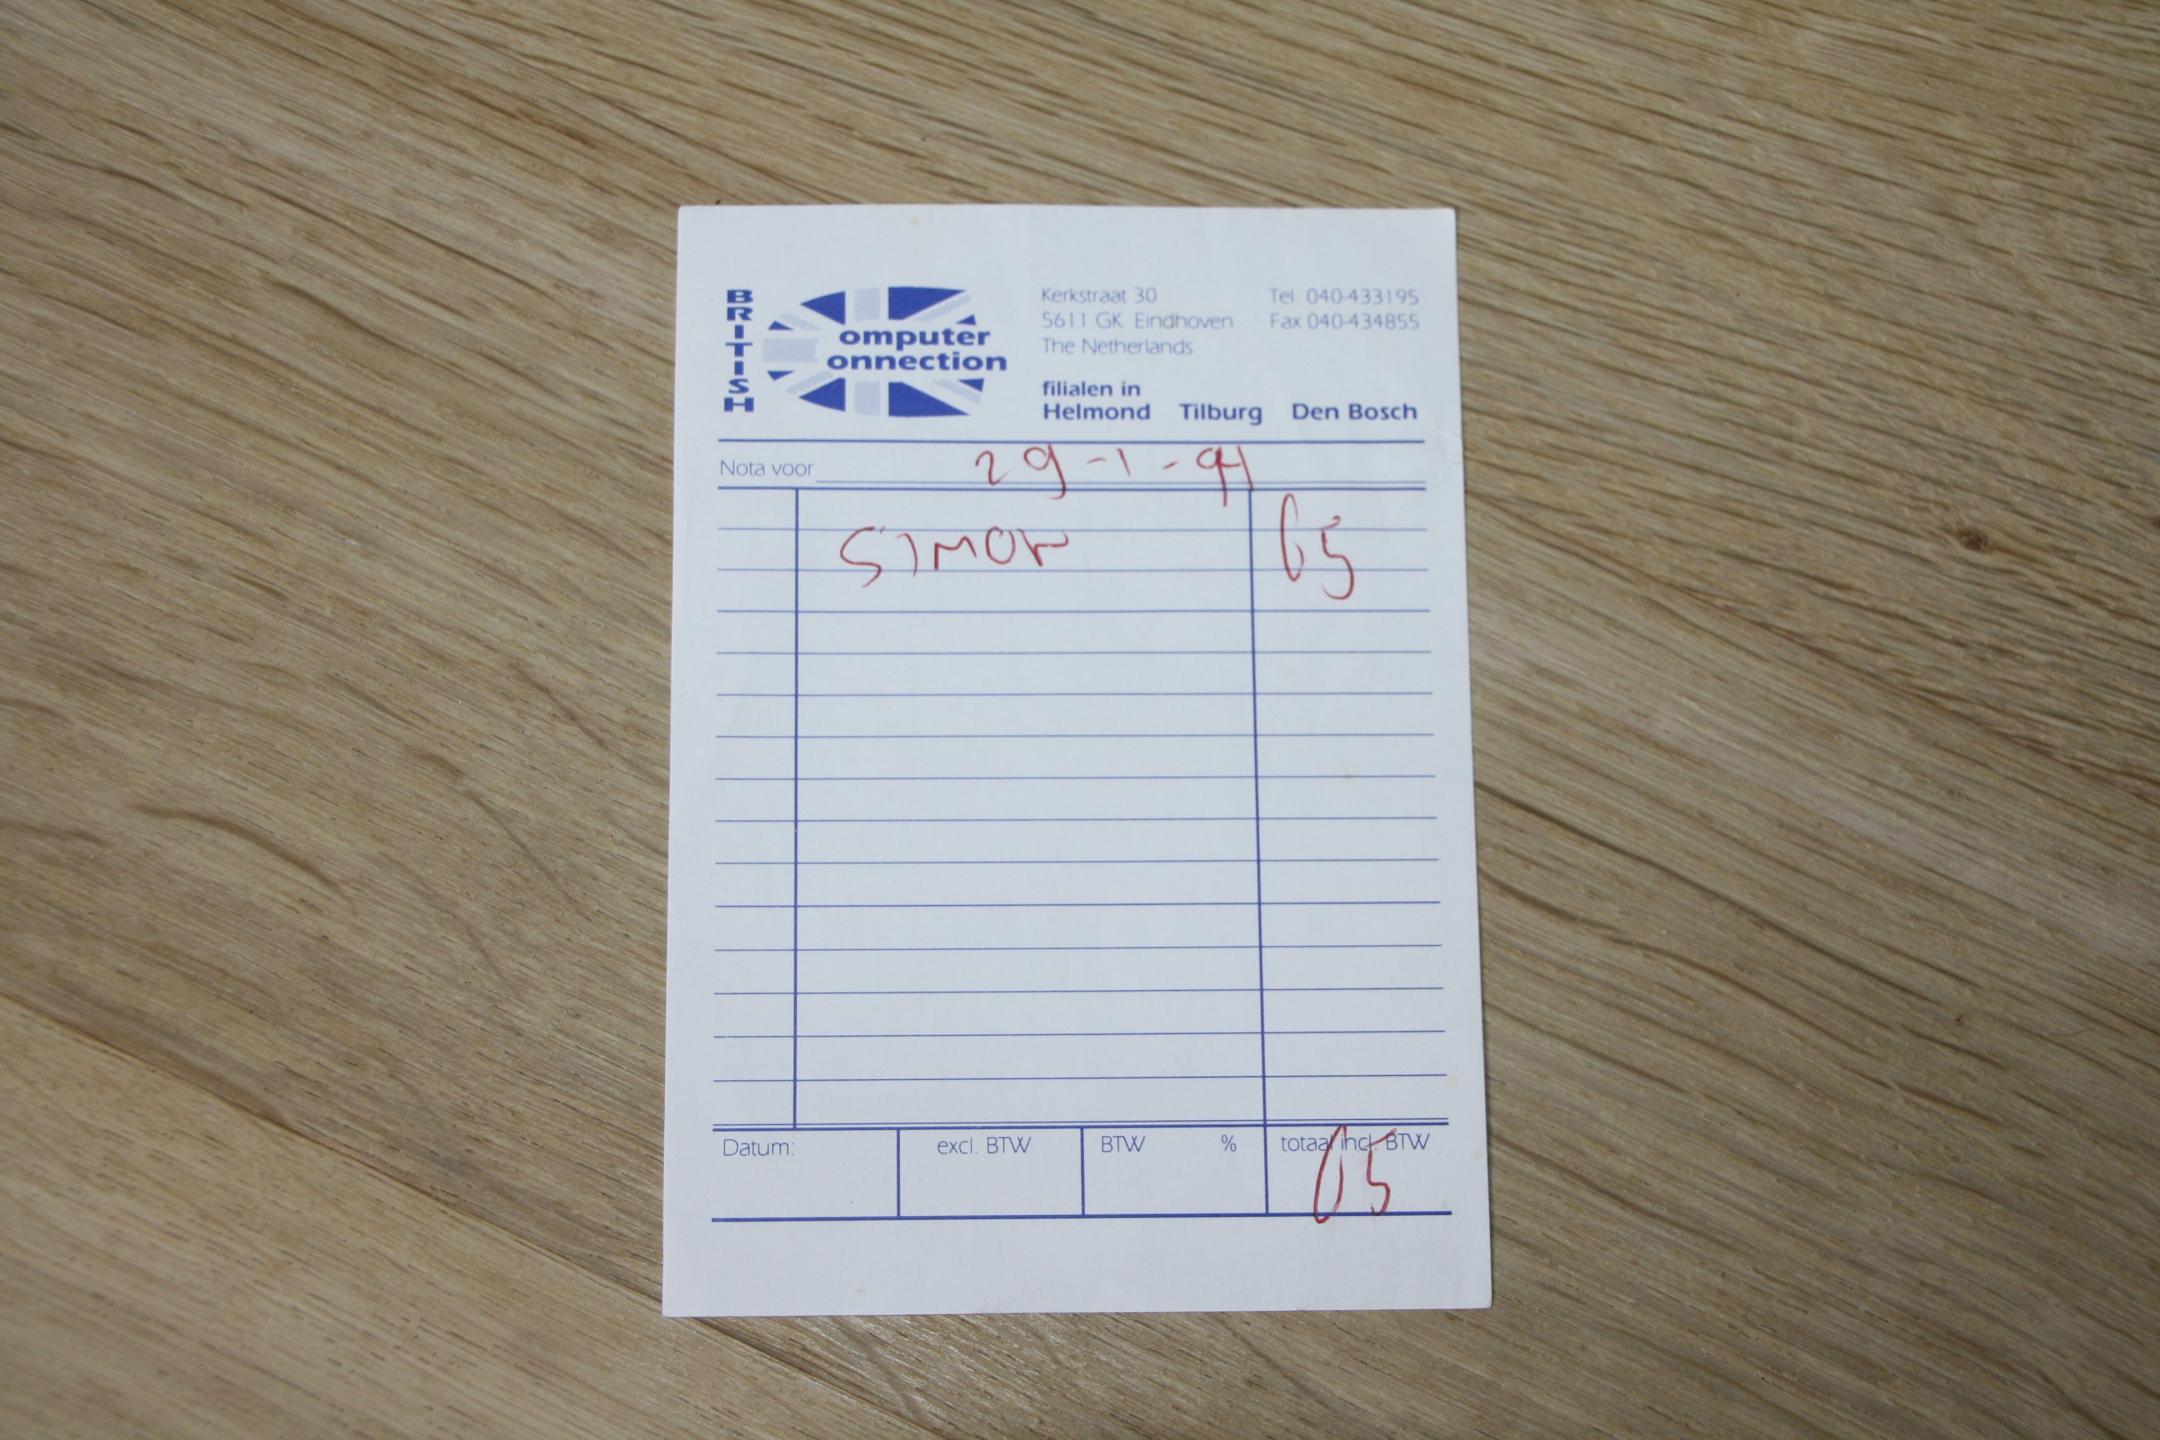 BRITISH
omputer
onnection
Kerkstraat 30
5611 GK Eindhoven
The Netherlands
Tel. 040-433195
Fax 040-434855
filialen in
Helmond Tilburg Den Bosch
Nota voor 29-1-94
SIMON 65
Datum: excl. BTW BTW % totaal incl. BTW
65